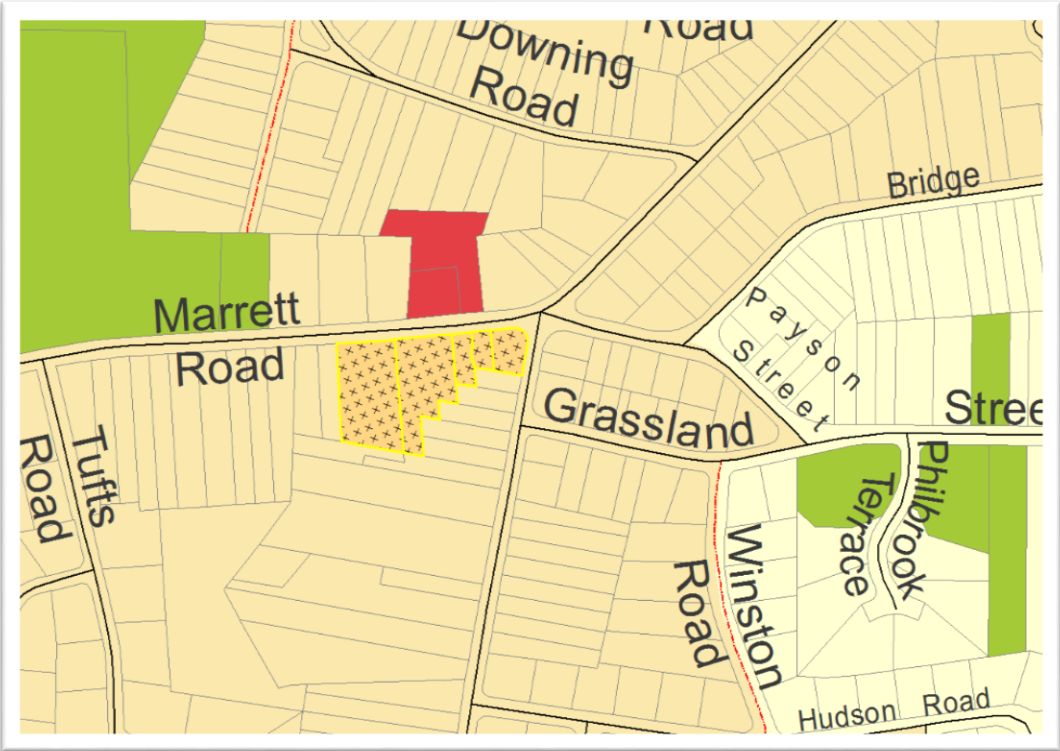 Road
Downing
Road
Bridge
Marrett
Road
Payson
Street
Grassland
Stree
Tufts
Road
Philbrook
Terrace
Winston
Road
Hudson Road